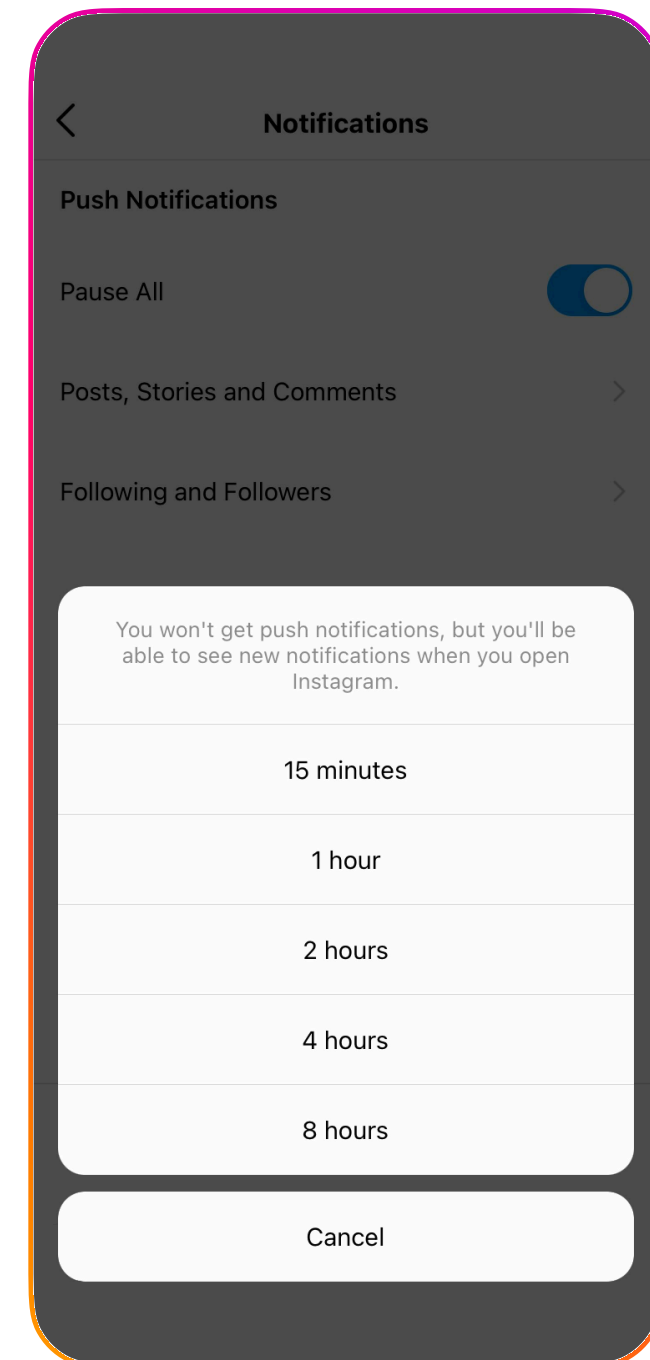 Notifications
Push Notifications
Pause All
Posts, Stories and Comments
Following and Followers
You won't get push notifications, but you'll be
able to see new notifications when you open
Instagram.
15 minutes
1 hour
2 hours
4 hours
8 hours
Cancel